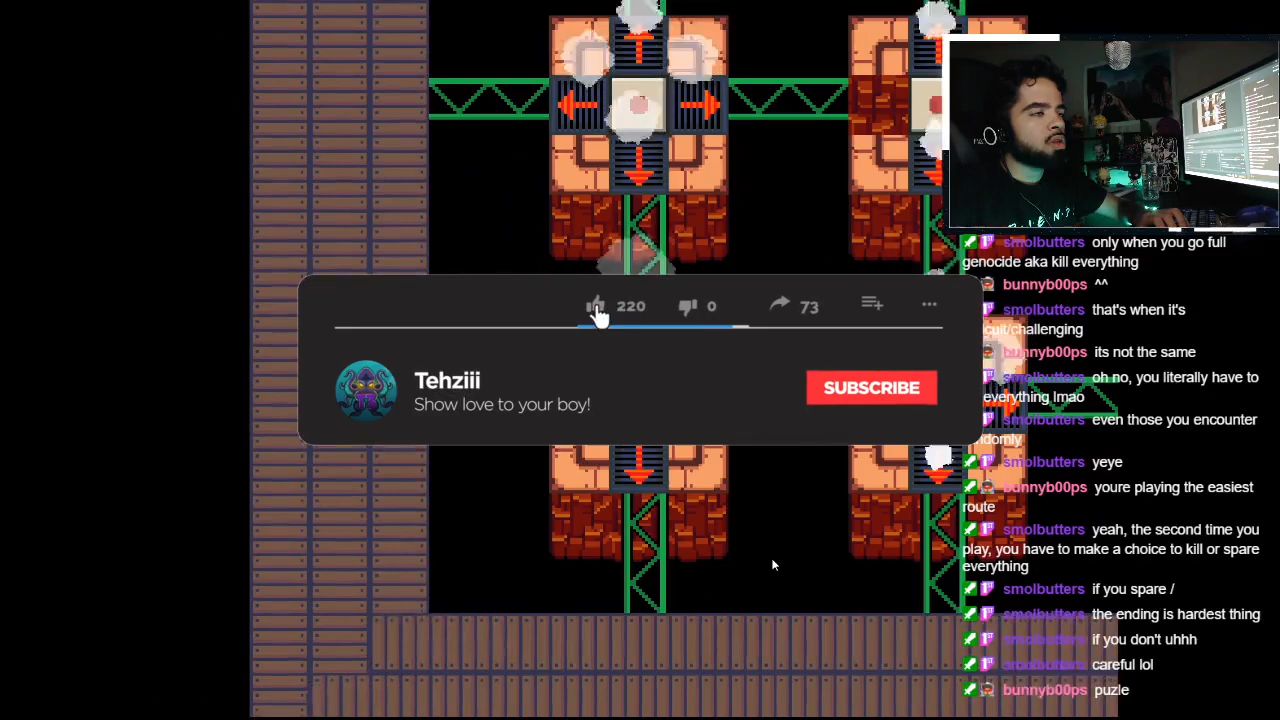 220 0 73
Tehziii
Show love to your boy!
SUBSCRIBE
smolbutters only when you go full
genocide aka kill everything
bunnyb00ps ^^
smolbutters that's when it's
icuit/challenging
bunnyb00ps its not the same
smolbutters oh no, you literally have to
everything lmao
smolbutters even those you encounter
ndomly
smolbutters yeye
bunnyb00ps youre playing the easiest
route
smolbutters yeah, the second time you
play, you have to make a choice to kill or spare
everything
smolbutters if you spare /
smolbutters the ending is hardest thing
smolbutters if you don't uhhh
smolbutters careful lol
bunnyb00ps puzle